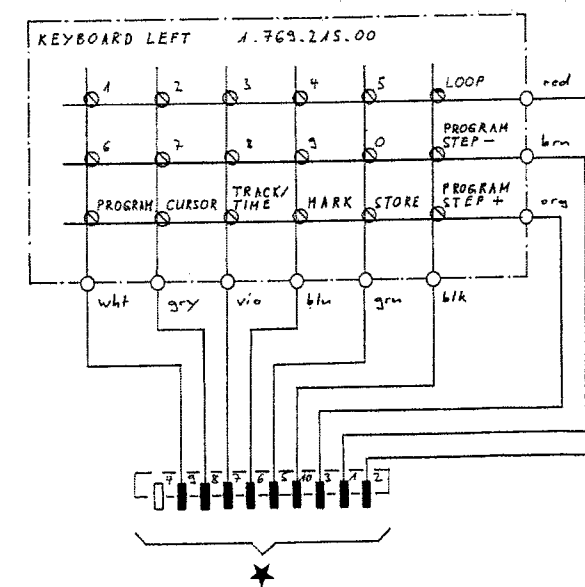 KEYBOARD LEFT 1.769.215.00
1 2 3 4 5 LOOP red
6 7 8 9 0 PROGRAM STEP - brn
PROGRAM CURSOR TRACK/ TIME MARK STORE PROGRAM STEP + org
wht gry vio blu grn blk
4 9 8 7 6 5 10 3 1 2